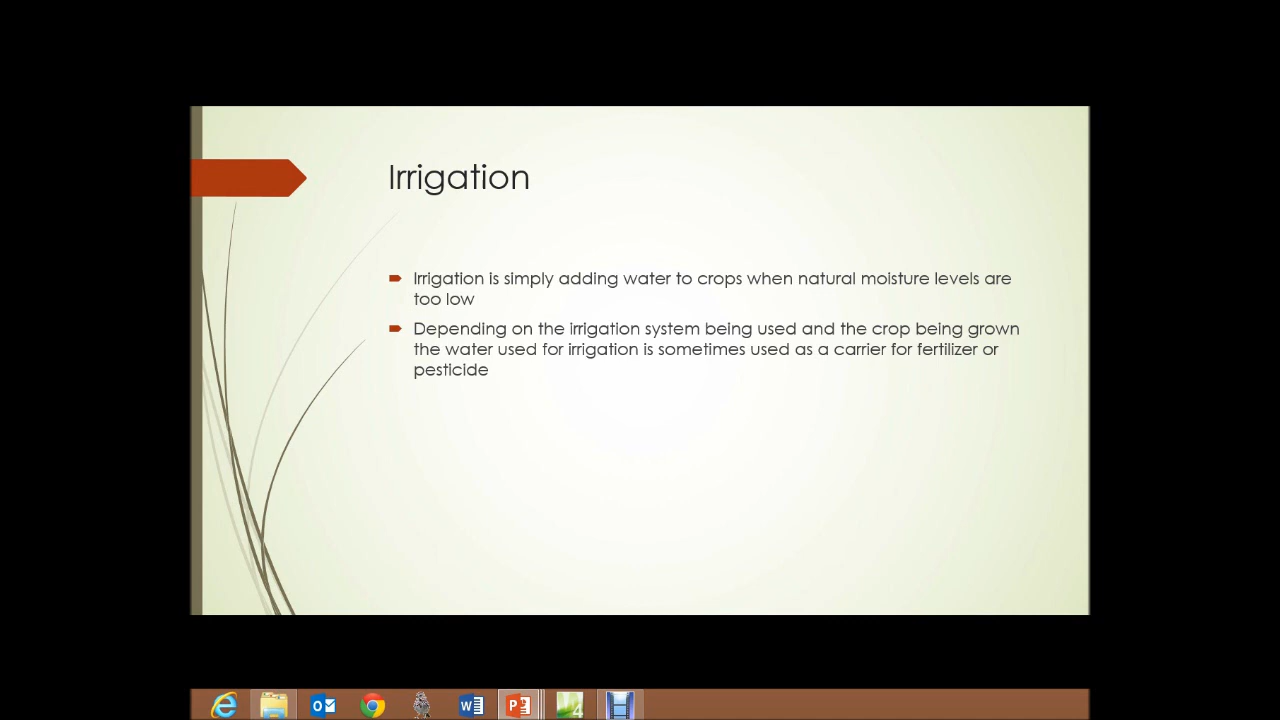 Irrigation
Irrigation is simply adding water to crops when natural moisture levels are
too low
Depending on the irrigation system being used and the crop being grown
the water used for irrigation is sometimes used as a carrier for fertilizer or
pesticide